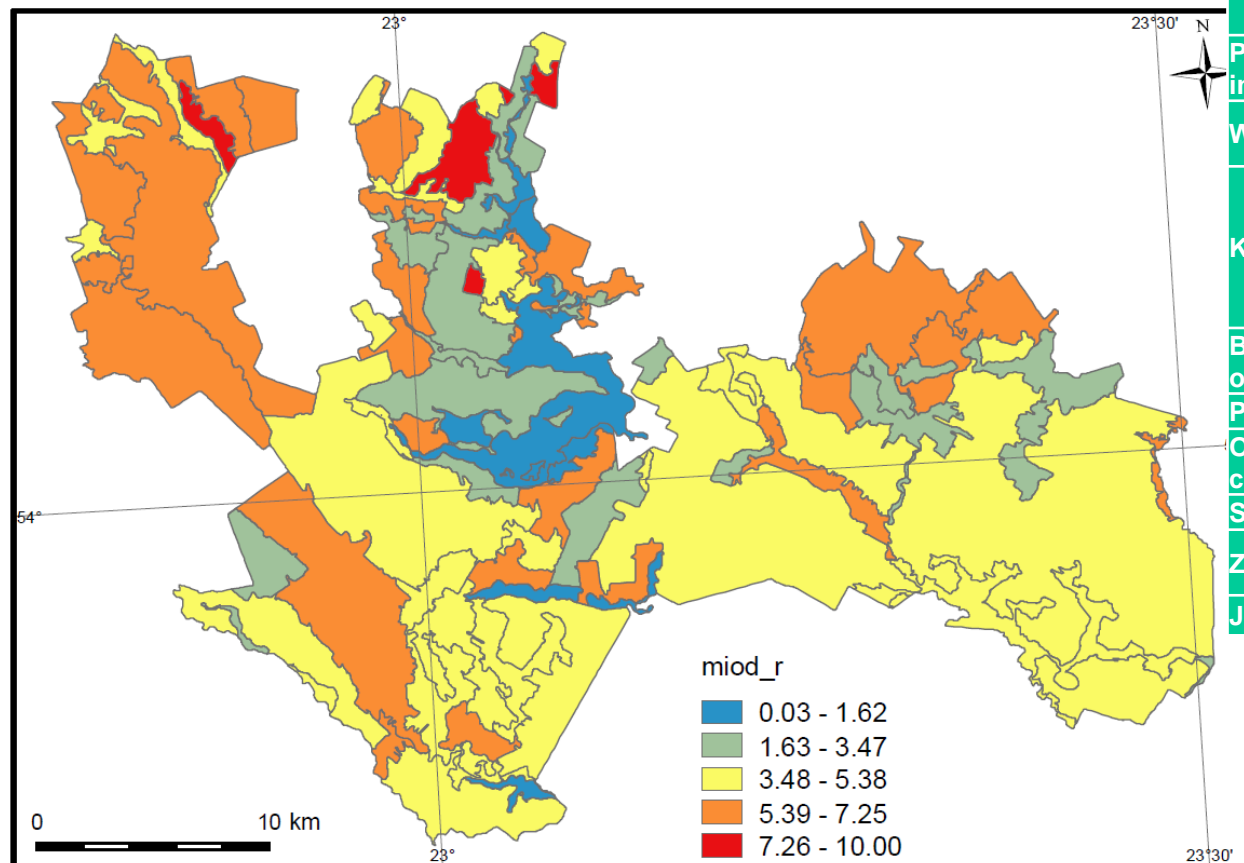 23°
23°30'
N
P
in
W
K
B
o
P
O
c
S
Z
J
54°
miod_r
0.03 - 1.62
1.63 - 3.47
3.48 - 5.38
5.39 - 7.25
7.26 - 10.00
0
10 km
23°
23°30'